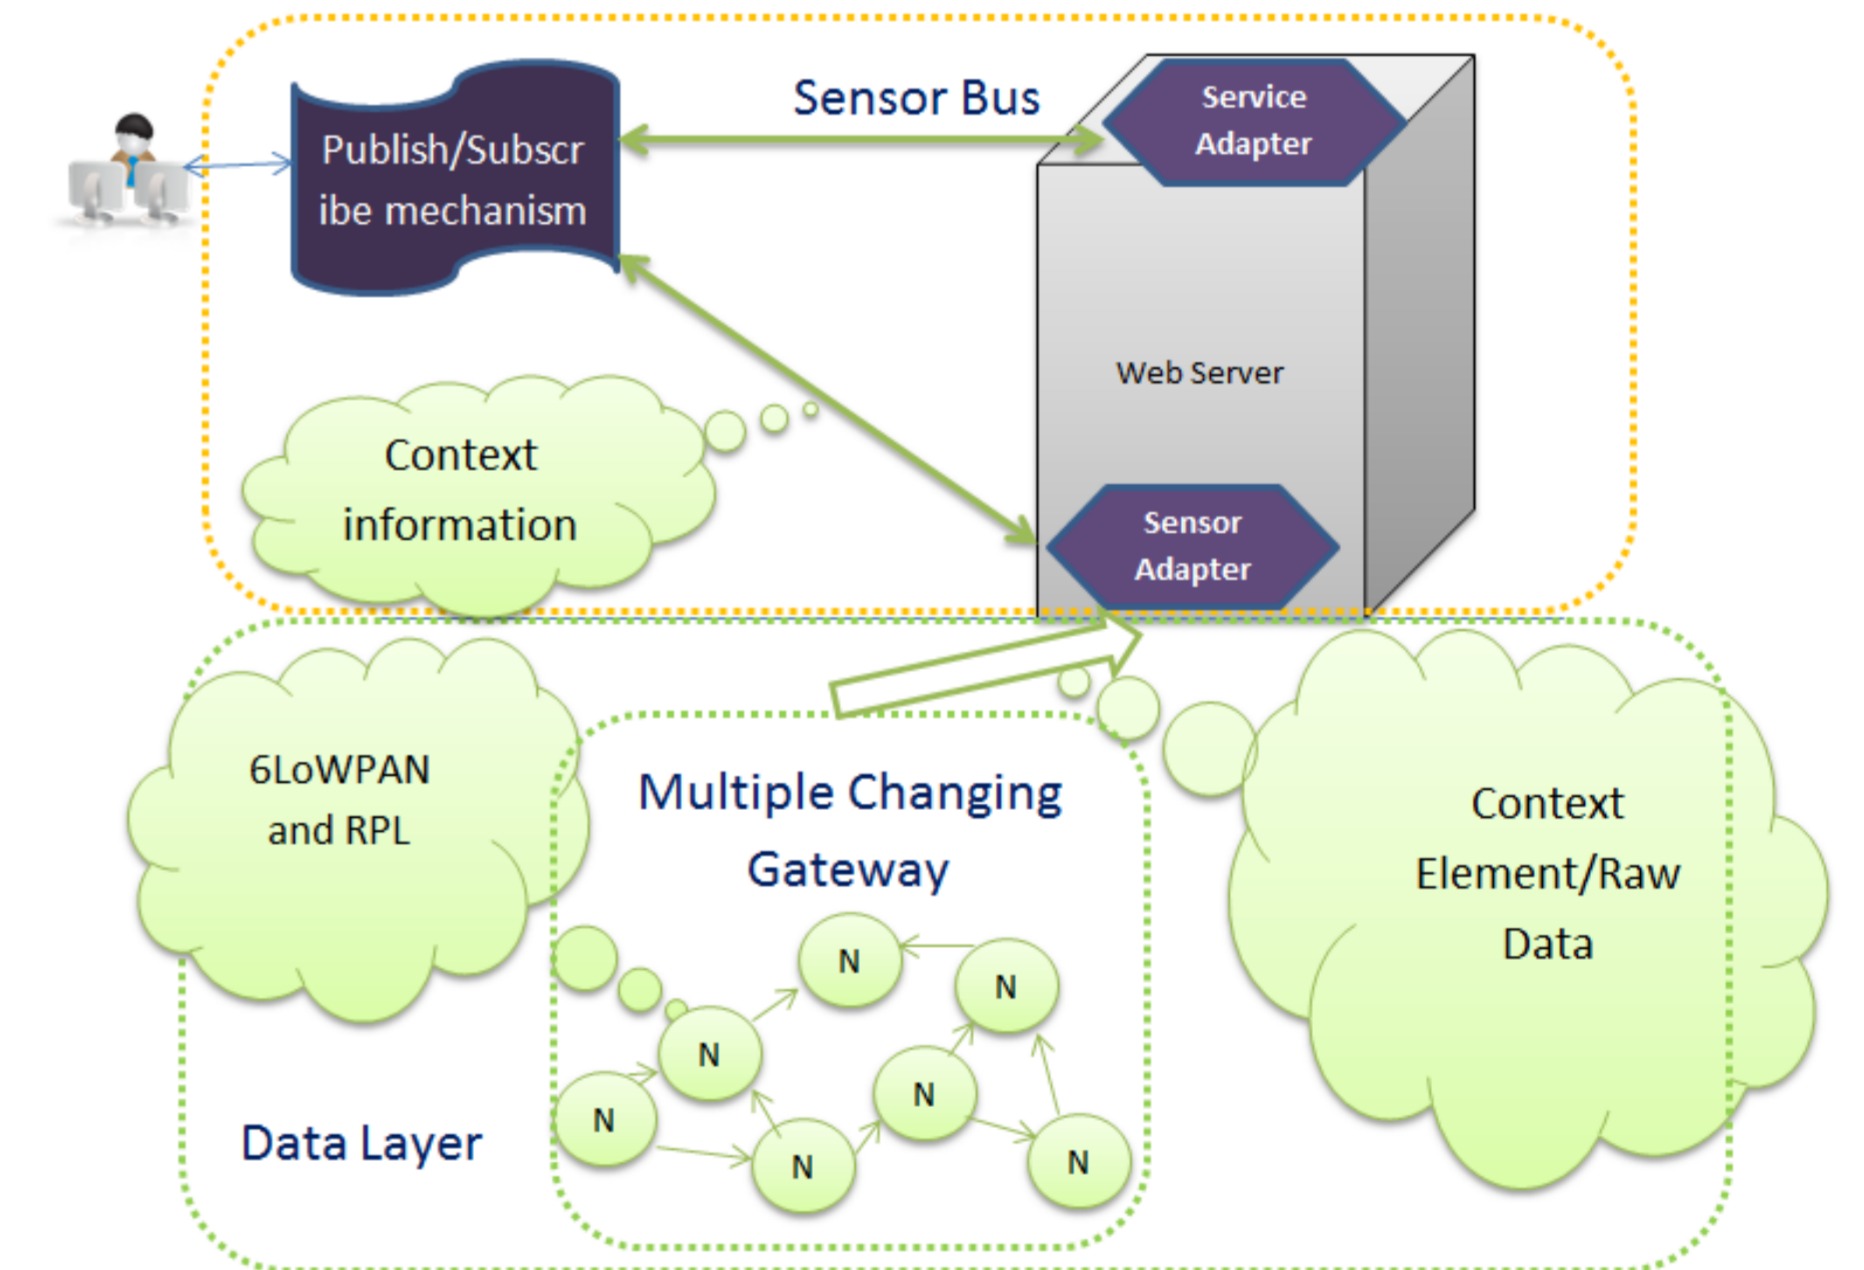 Sensor Bus
Service
Adapter
Publish/Subscr
ibe mechanism
Web Server
Context
information
Sensor
Adapter
6LoWPAN
and RPL
Multiple Changing
Gateway
Context
Element/Raw
Data
N
N
N
N
N
N
N
Data Layer